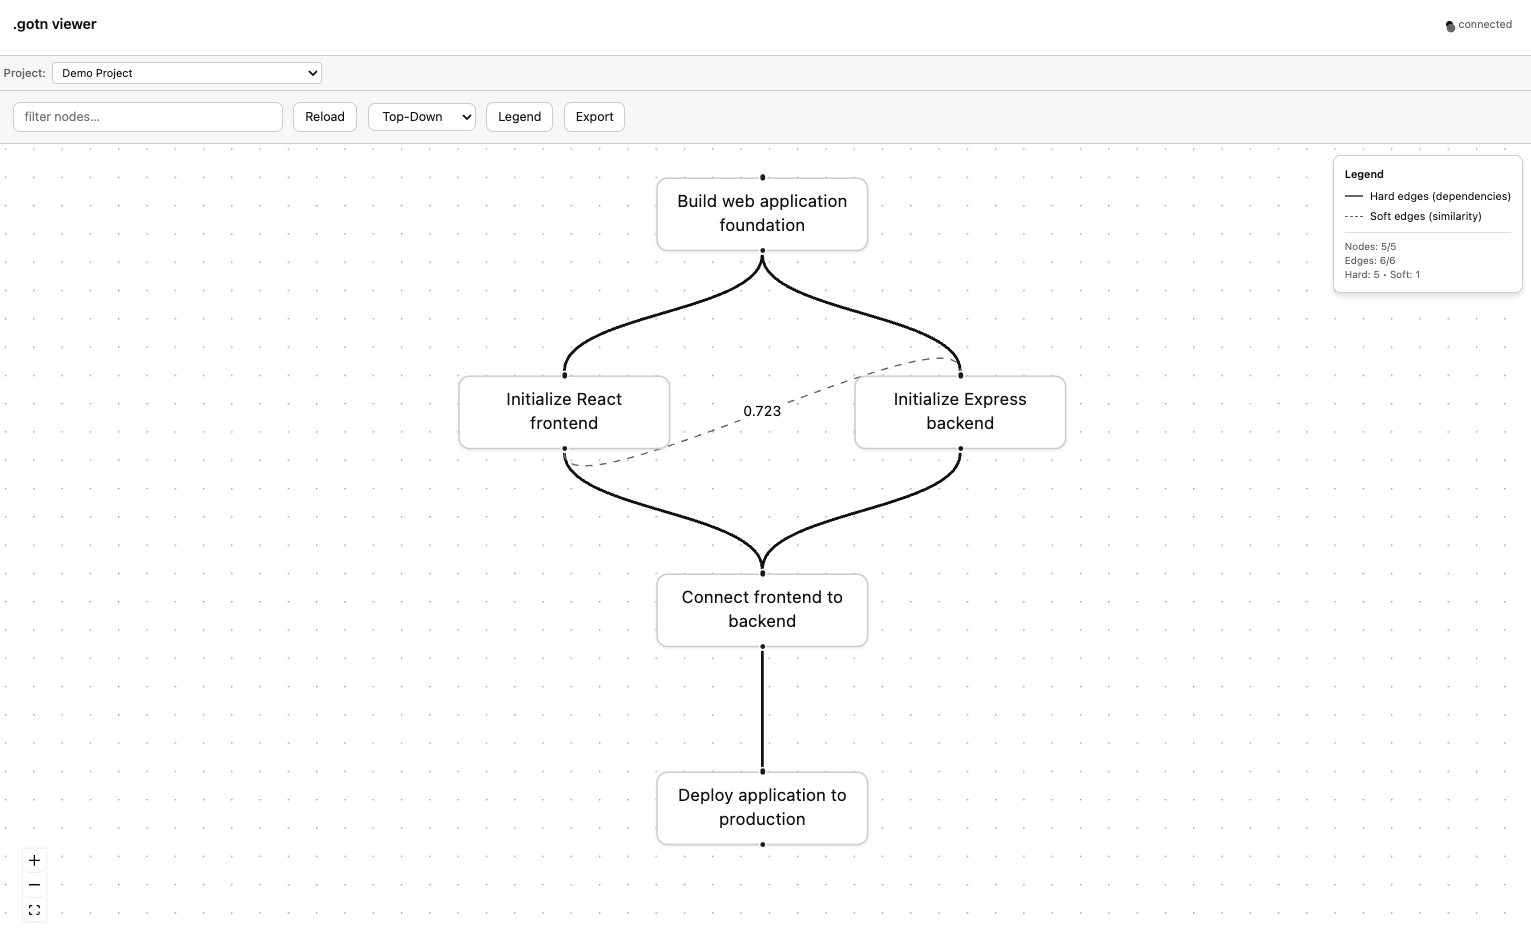 .gotn viewer
connected
Project:
Demo Project
filter nodes...
Reload
Top-Down
Legend
Export
Legend
Hard edges (dependencies)
Soft edges (similarity)
Nodes: 5/5
Edges: 6/6
Hard: 5 • Soft: 1
Build web application
foundation
Initialize React
frontend
0.723
Initialize Express
backend
Connect frontend to
backend
Deploy application to
production